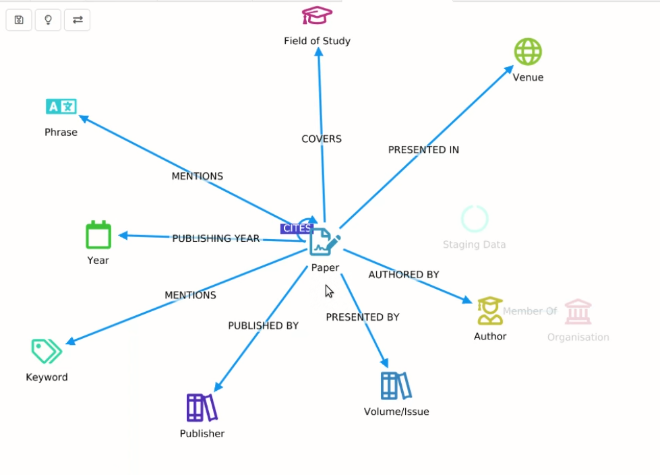 Field of Study
Venue
A
Phrase
COVERS
PRESENTED IN
MENTIONS
CITES
PUBLISHING YEAR
Year
Paper
Staging Data
AUTHORED BY
MENTIONS
PUBLISHED BY
PRESENTED BY
Member Of
Author
Organisation
Keyword
Publisher
Volume/Issue